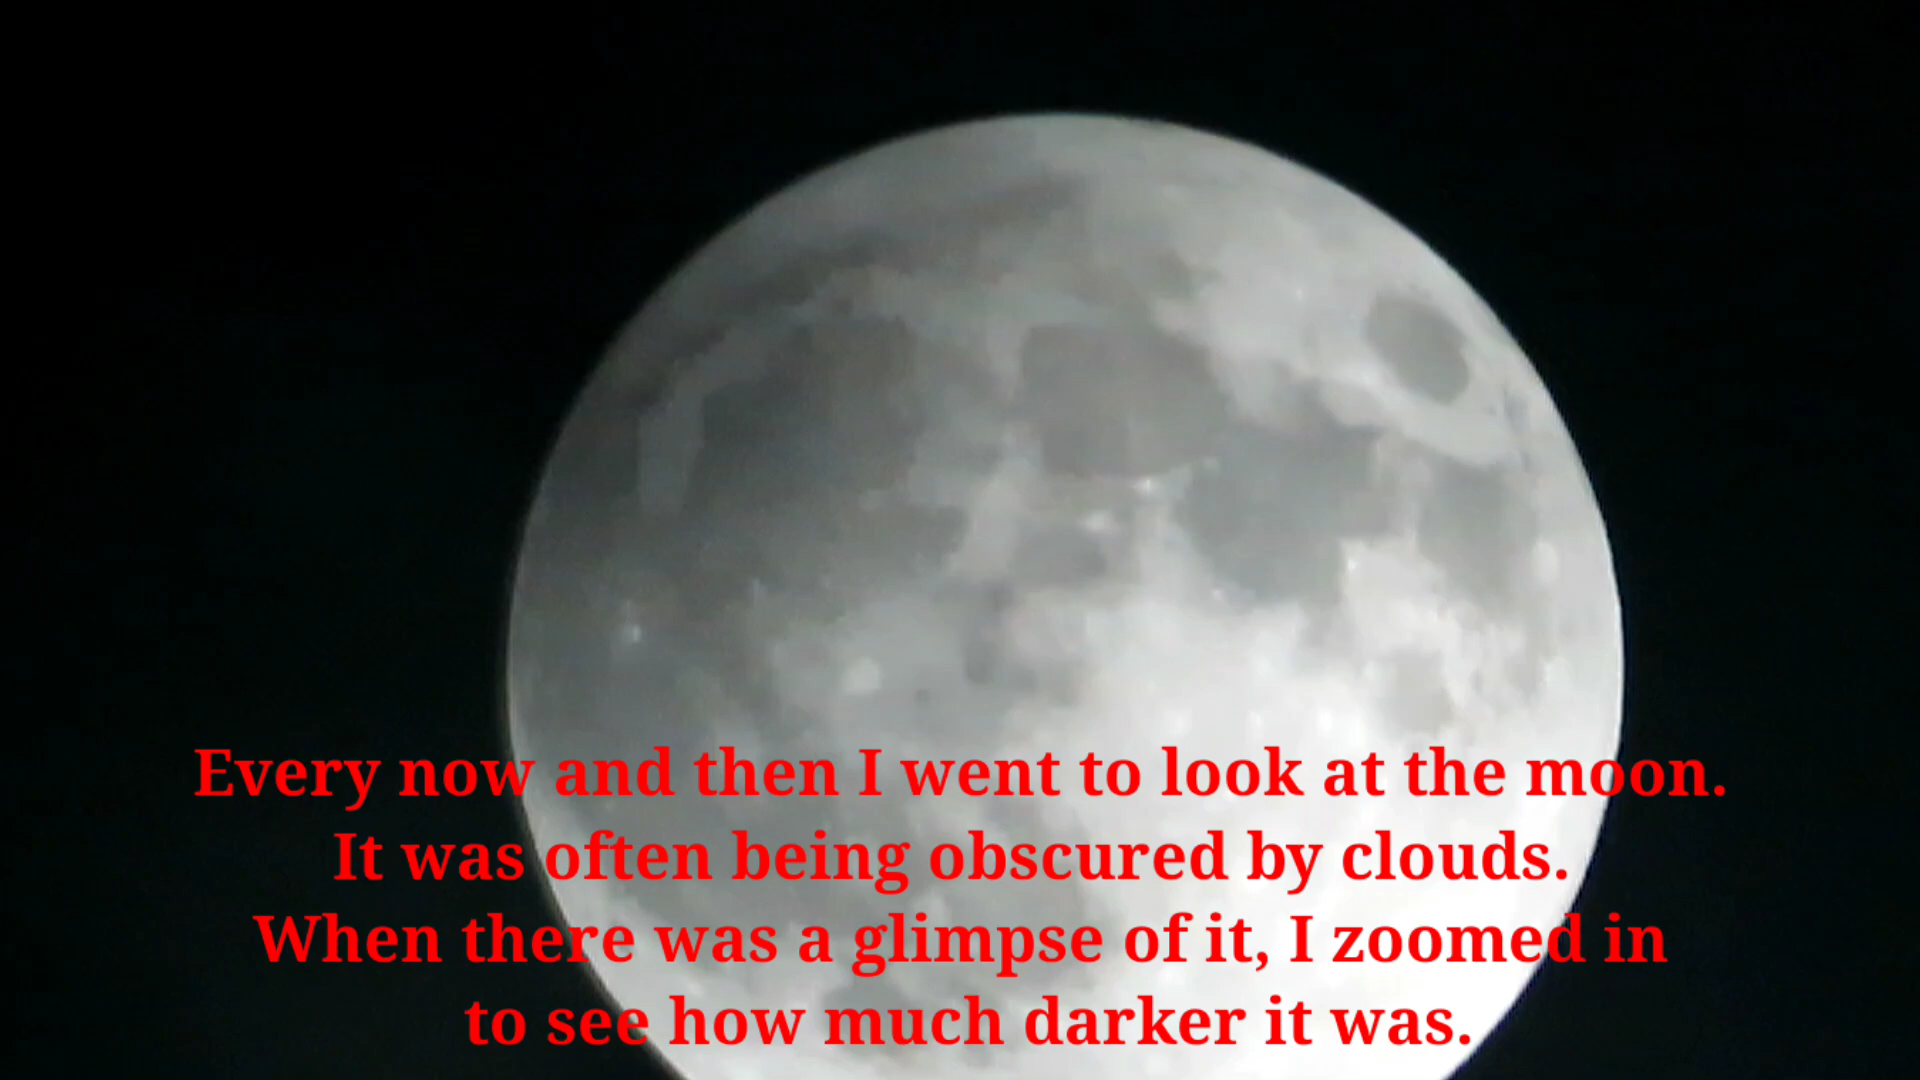 Every now and then I went to look at the moon.
It was often being obscured by clouds.
When there was a glimpse of it, I zoomed in
to see how much darker it was.